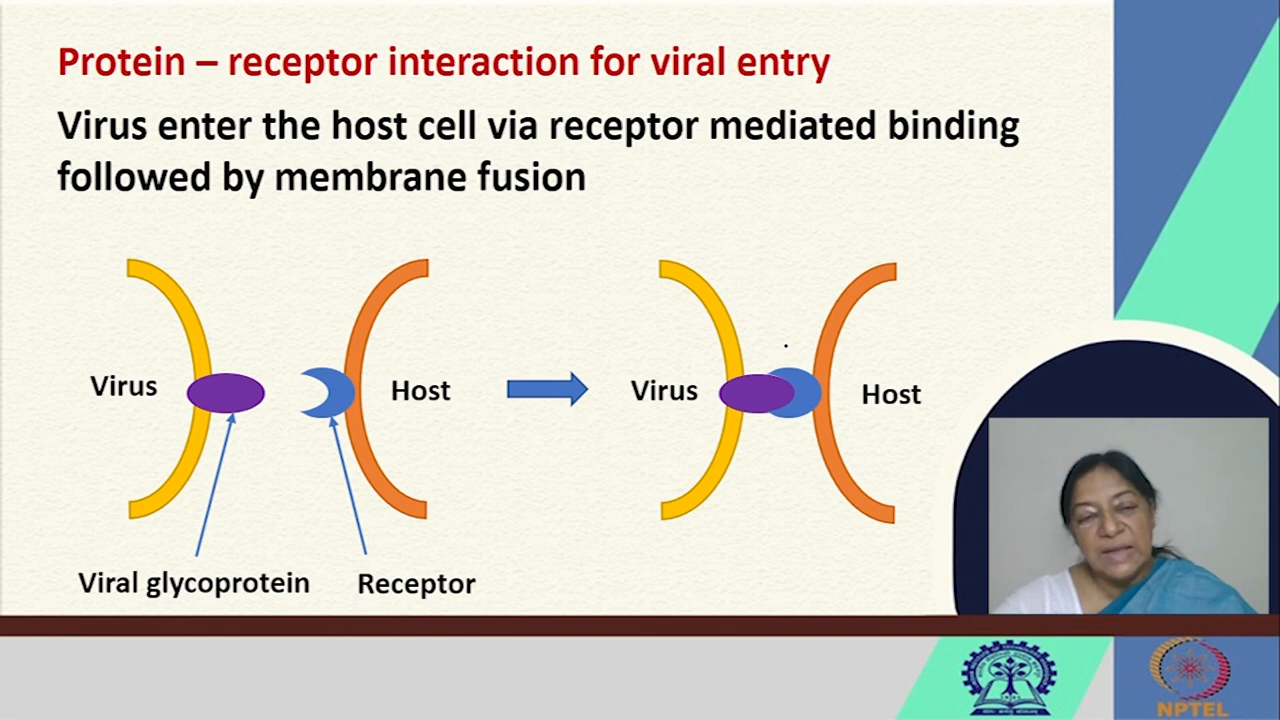 Protein – receptor interaction for viral entry
Virus enter the host cell via receptor mediated binding
followed by membrane fusion
Virus
Host
Virus
Host
Viral glycoprotein
Receptor
NPTEL